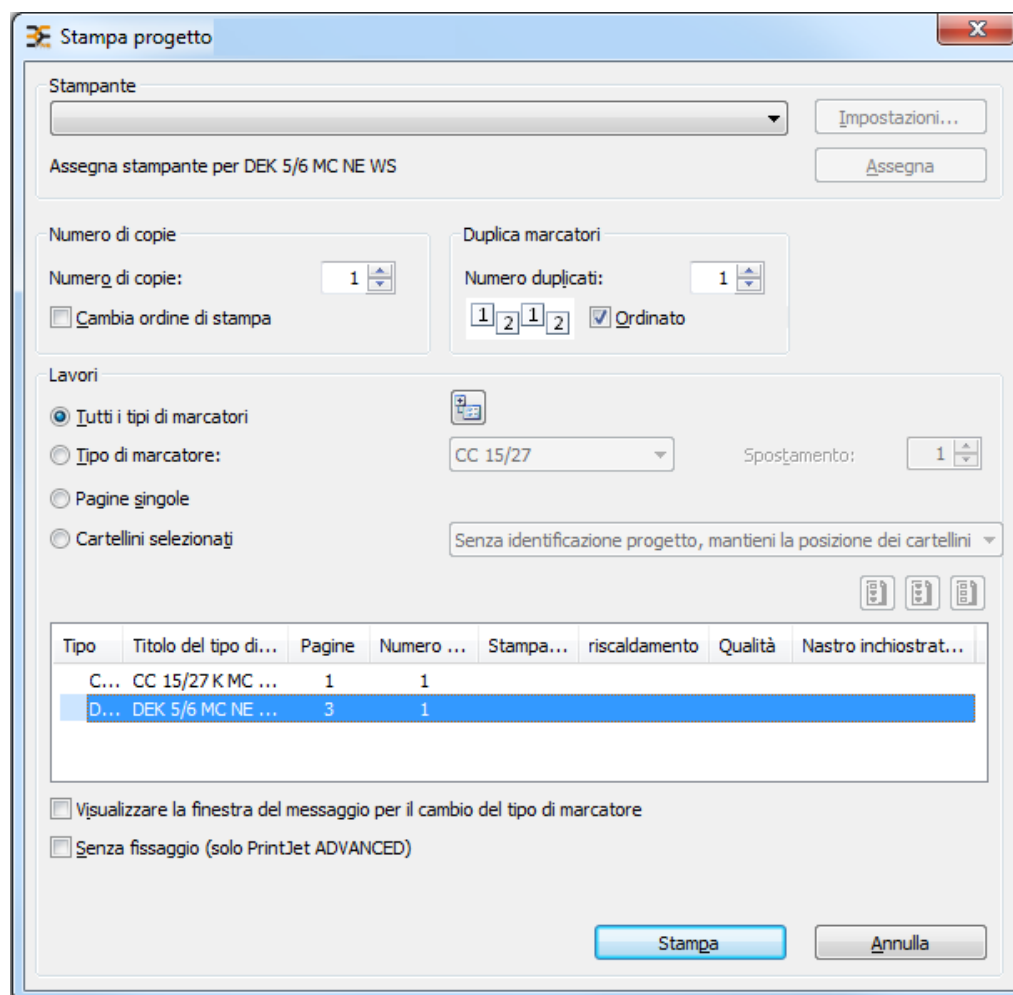 Stampa progetto
Stampante
Impostazioni...
Assegna stampante per DEK 5/6 MC NE WS
Assegna
Numero di copie
Duplica marcatori
Numero di copie: 1
Numero duplicati: 1
Cambia ordine di stampa
1 2 1 2 Ordinato
Lavori
Tutti i tipi di marcatori
Tipo di marcatore: CC 15/27 Spostamento: 1
Pagine singole
Cartellini selezionati Senza identificazione progetto, mantieni la posizione dei cartellini
Tipo Titolo del tipo di... Pagine Numero ... Stampa... riscaldamento Qualità Nastro inchiostrat...
C... CC 15/27 K MC ... 1 1
D... DEK 5/6 MC NE ... 3 1
Visualizzare la finestra del messaggio per il cambio del tipo di marcatore
Senza fissaggio (solo PrintJet ADVANCED)
Stampa Annulla